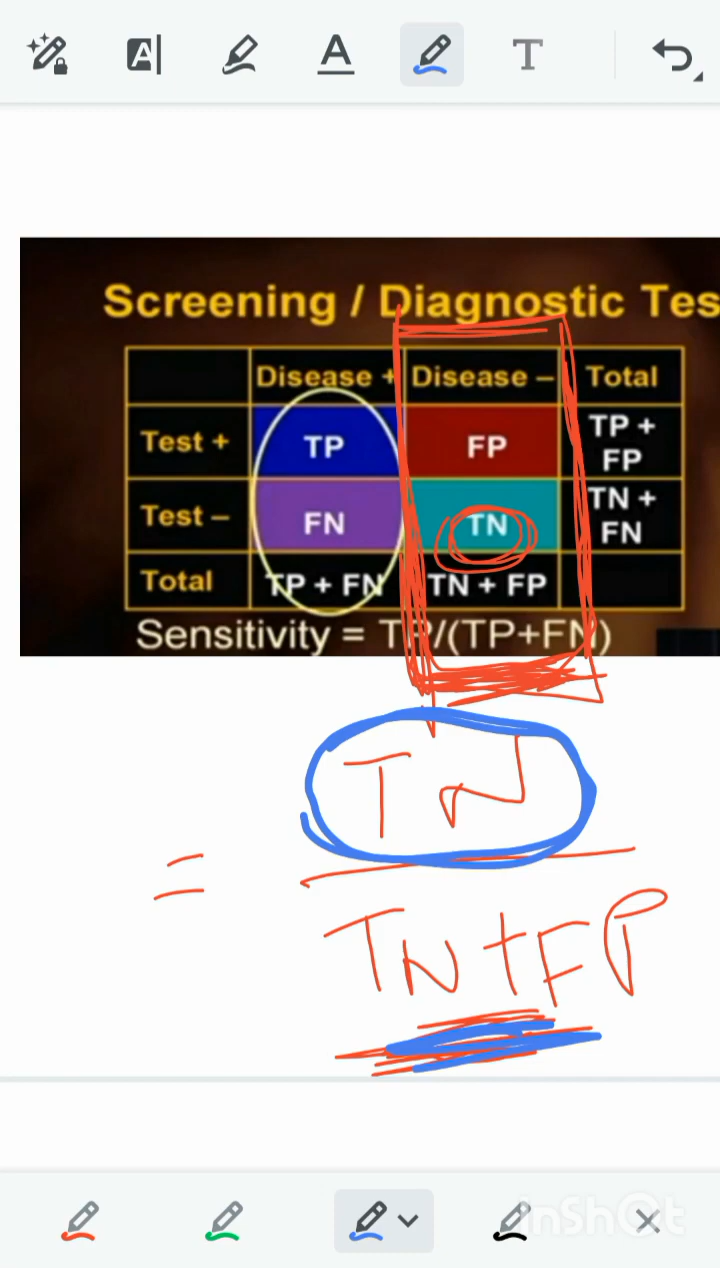 A
A
T
Screening / Diagnostic Tes
Disease + Disease – Total
Test + TP FP TP + FP
Test – FN TN TN + FN
Total TP + FN TN + FP
Sensitivity = TP/(TP+FN)
TN
=
TN+FP
InShOt